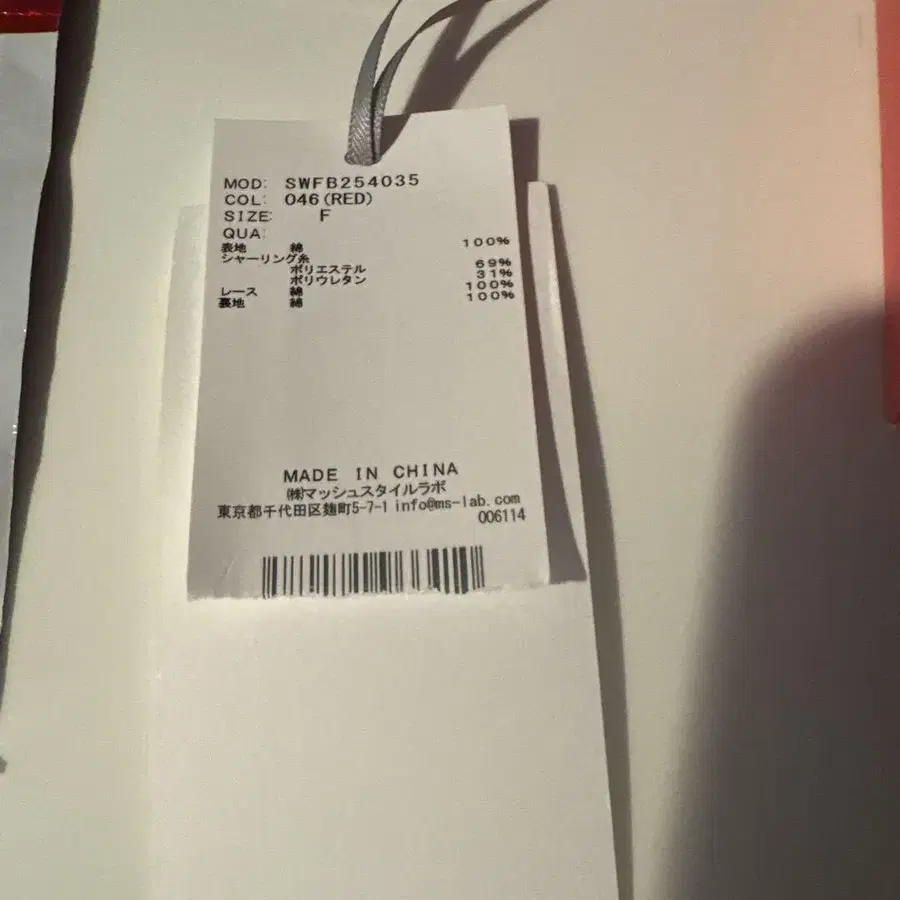 MOD: SWFB254035
COL: 046(RED)
SIZE: F
QUA:
表地 綿 100%
シャーリング糸
ポリエステル 69%
ポリウレタン 31%
レース 綿 100%
裏地 綿 100%
MADE IN CHINA
㈱マッシュスタイルラボ
東京都千代田区麹町5-7-1 info@ms-lab.com
006114